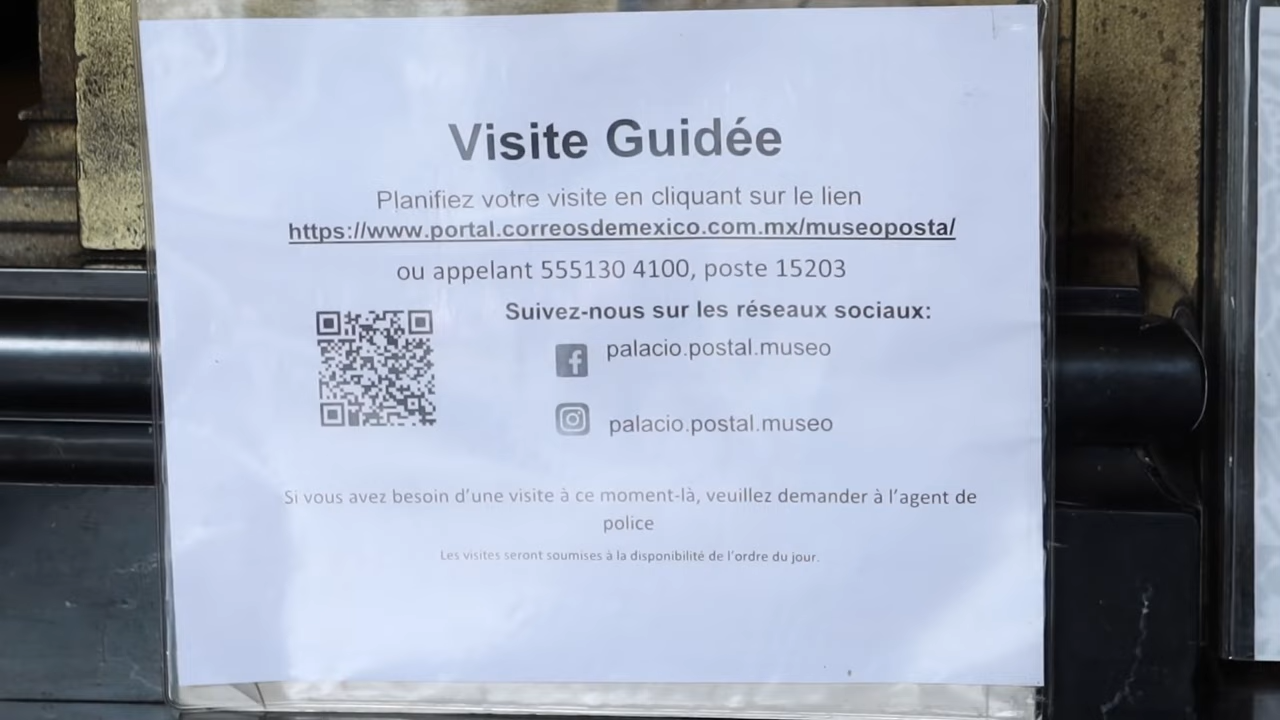 Visite Guidée
Planifiez votre visite en cliquant sur le lien
https://www.portal.correosdemexico.com.mx/museoposta/
ou appelant 555130 4100, poste 15203
Suivez-nous sur les réseaux sociaux:
palacio.postal.museo
palacio.postal.museo
Si vous avez besoin d’une visite à ce moment-là, veuillez demander à l’agent de
police
Les visites seront soumises à la disponibilité de l’ordre du jour.